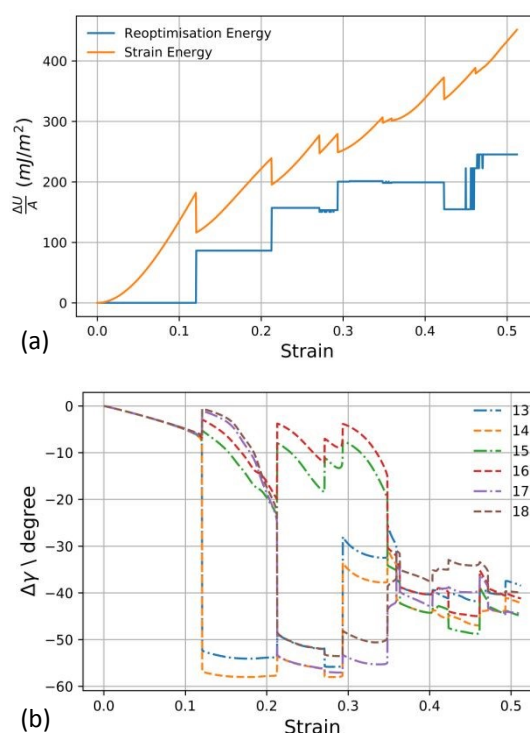 Reoptimisation Energy
Strain Energy
400
300
200
100
0
ΔU/A (mJ/m²)
0.0 0.1 0.2 0.3 0.4 0.5
Strain
(a)
0
−10
−20
−30
−40
−50
−60
Δγ \ degree
13
14
15
16
17
18
0.0 0.1 0.2 0.3 0.4 0.5
Strain
(b)